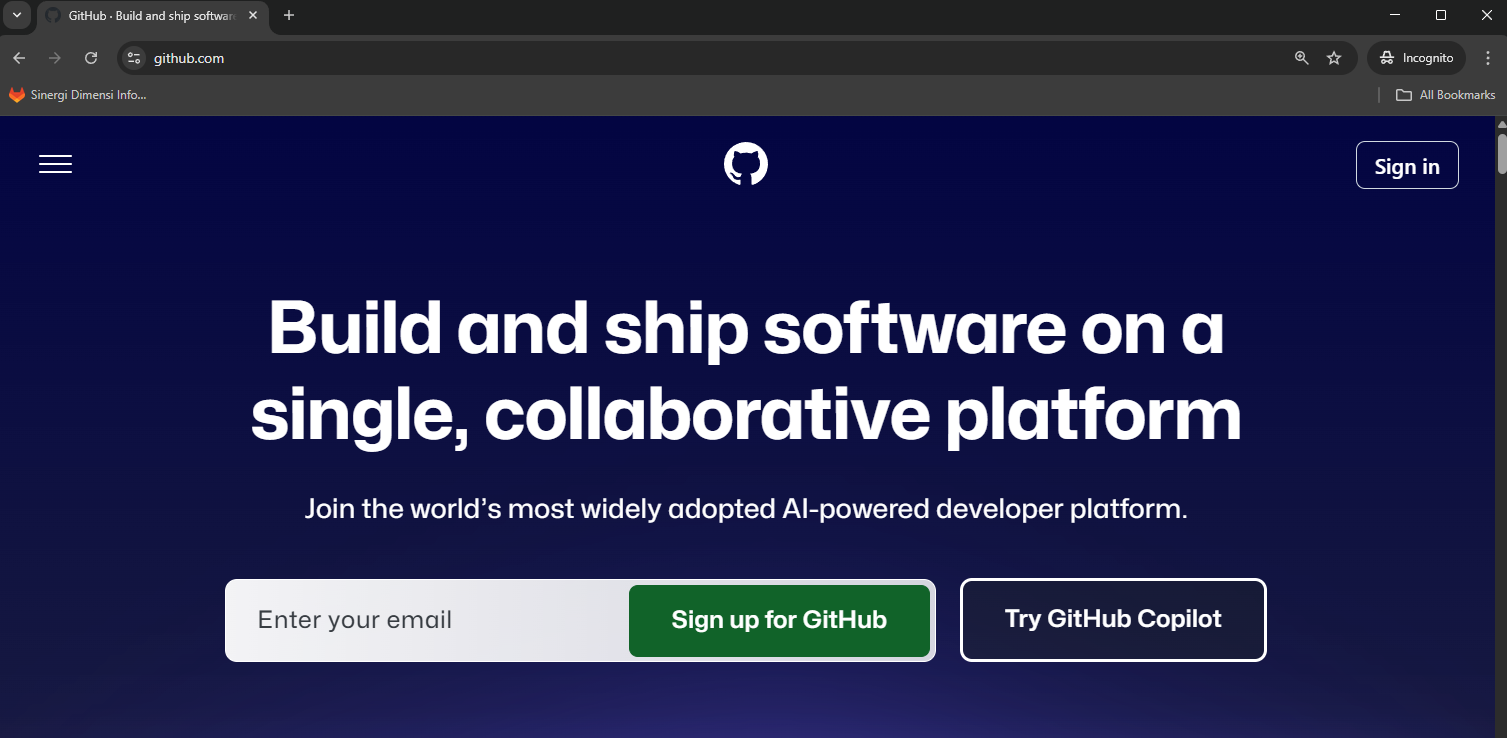 GitHub · Build and ship softwar
github.com
Incognito
Sinergi Dimensi Info...
All Bookmarks
Sign in
Build and ship software on a
single, collaborative platform
Join the world’s most widely adopted AI-powered developer platform.
Enter your email
Sign up for GitHub
Try GitHub Copilot